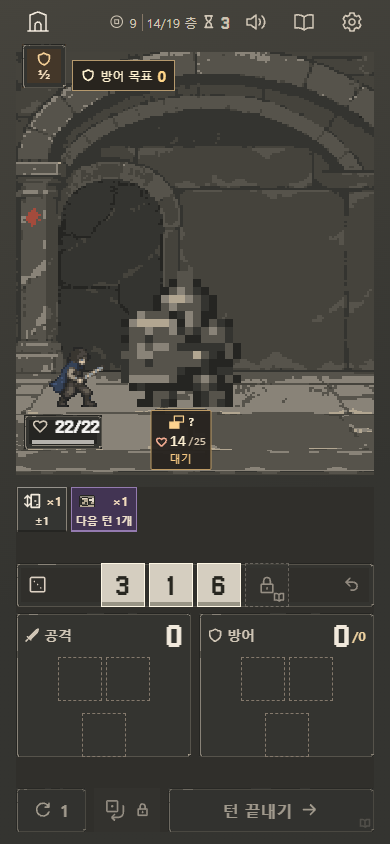 9 14/19 층 3
½
방어 목표 0
22/22
?
14/25
대기
×1
±1
×1
다음 턴 1개
3 1 6
공격 0
방어 0/0
1
턴 끝내기 →